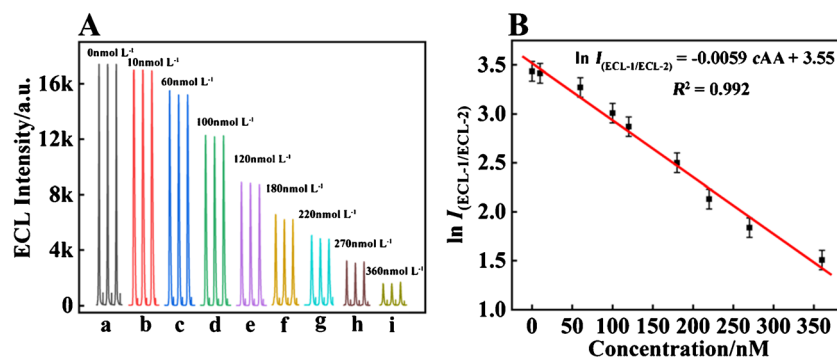 A
ECL Intensity/a.u.
16k
12k
8k
4k
0
0nmol L⁻¹
10nmol L⁻¹
60nmol L⁻¹
100nmol L⁻¹
120nmol L⁻¹
180nmol L⁻¹
220nmol L⁻¹
270nmol L⁻¹
360nmol L⁻¹
a b c d e f g h i
B
ln I(ECL-1/ECL-2)
3.5
3.0
2.5
2.0
1.5
1.0
ln I(ECL-1/ECL-2) = -0.0059 cAA + 3.55
R² = 0.992
0 50 100 150 200 250 300 350
Concentration/nM